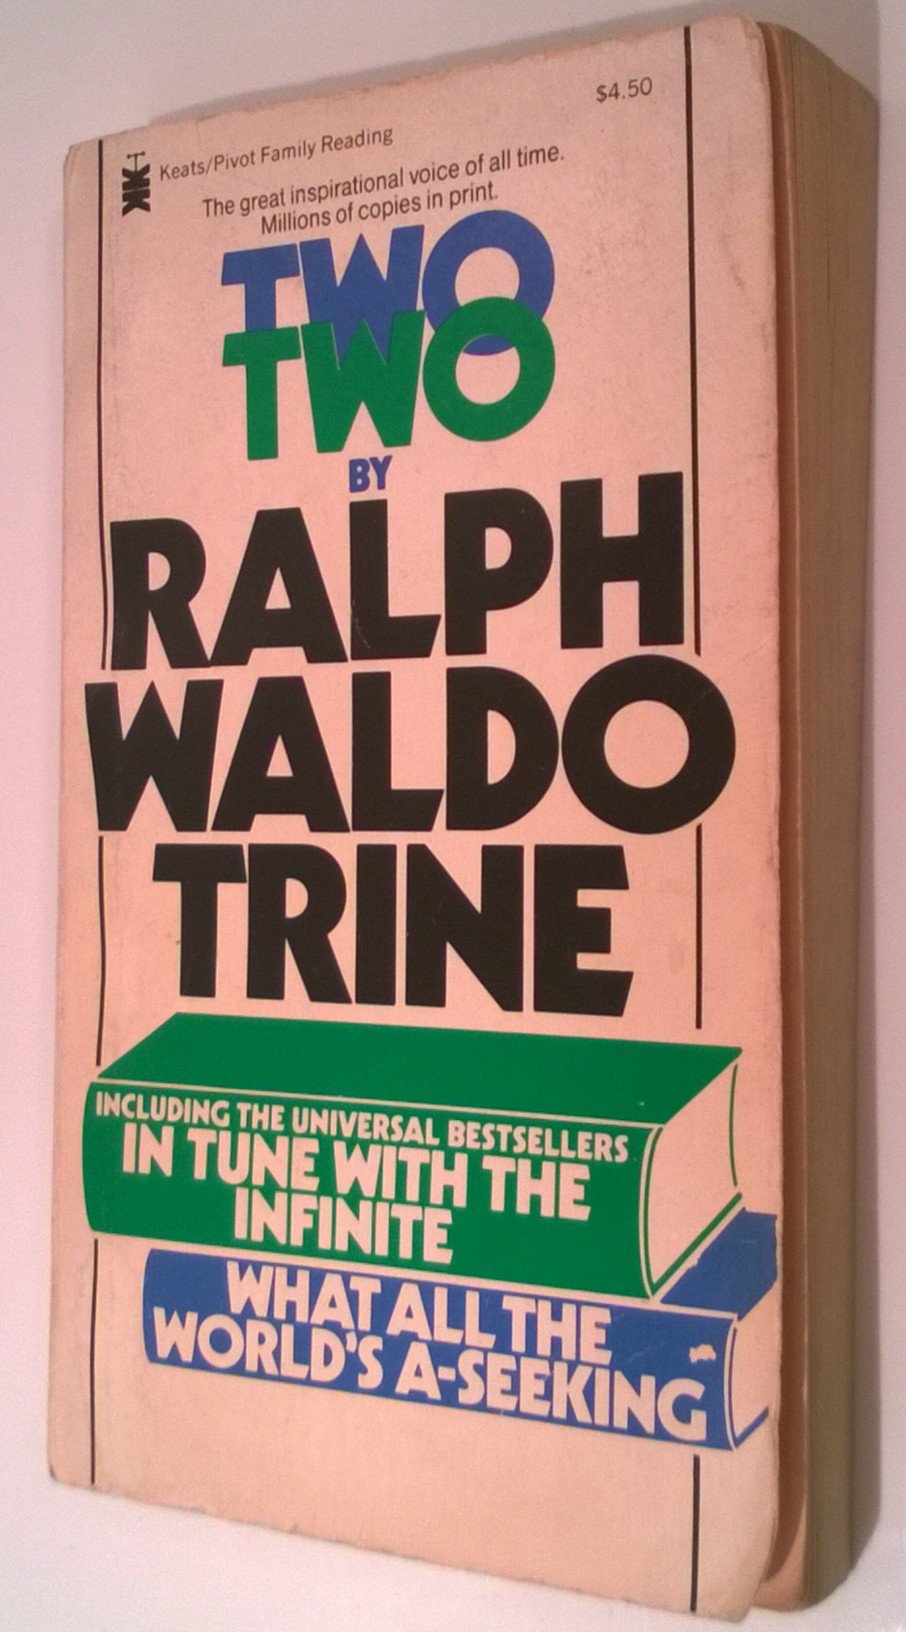 $4.50
Keats/Pivot Family Reading
The great inspirational voice of all time.
Millions of copies in print.
TWO
TWO
BY
RALPH
WALDO
TRINE
INCLUDING THE UNIVERSAL BESTSELLERS
IN TUNE WITH THE
INFINITE
WHAT ALL THE
WORLD'S A-SEEKING